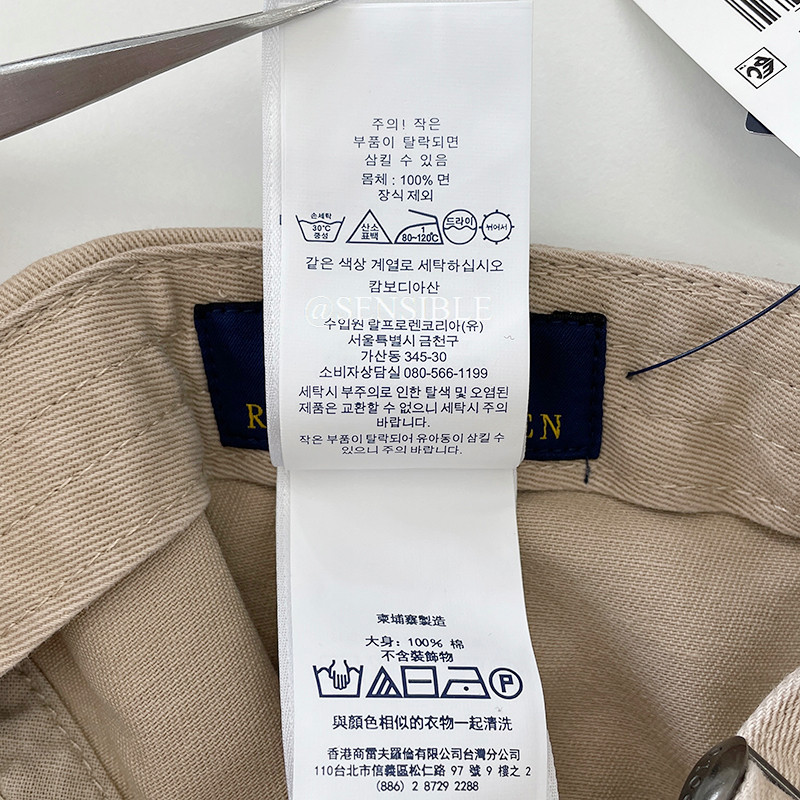 PEC
주의! 작은
부품이 탈락되면
삼킬 수 있음
몸체 : 100% 면
장식 제외
손세탁
30℃
중성
산소
표백
1
80~120℃
드라이
뉘어서
같은 색상 계열로 세탁하십시오
캄보디아산
@SENSIBLE
수입원 랄프로렌코리아(유)
서울특별시 금천구
가산동 345-30
소비자상담실 080-566-1199
세탁시 부주의로 인한 탈색 및 오염된
제품은 교환할 수 없으니 세탁시 주의
바랍니다.
작은 부품이 탈락되어 유아동이 삼킬 수
있으니 주의 바랍니다.
R EN
柬埔寨製造
大身: 100% 棉
不含裝飾物
P
與顏色相似的衣物一起清洗
香港商雷夫羅倫有限公司台灣分公司
110台北市信義區松仁路 97 號 9 樓之 2
(886) 2 8729 2288